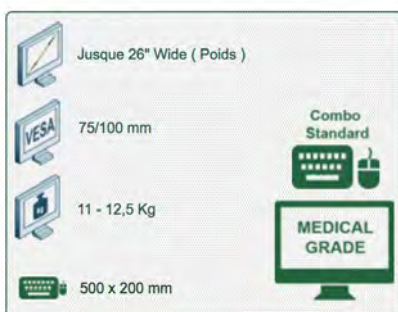 Jusque 26" Wide ( Poids )
VESA
75/100 mm
KG
11 - 12,5 Kg
500 x 200 mm
Combo
Standard
MEDICAL
GRADE